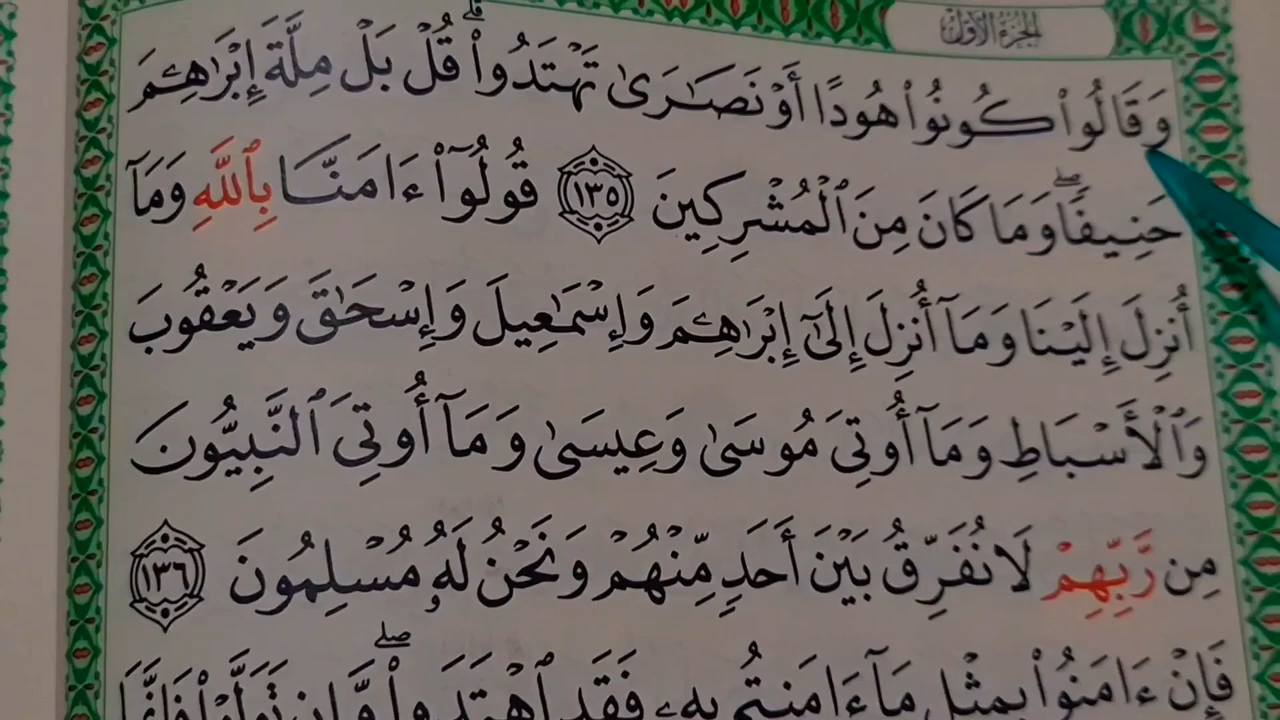 الجزء الأول
وَقَالُوا۟ كُونُوا۟ هُودًا أَوْ نَصَـٰرَىٰ تَهْتَدُوا۟ ۗ قُلْ بَلْ مِلَّةَ إِبْرَٰهِـۧمَ
حَنِيفًا ۖ وَمَا كَانَ مِنَ ٱلْمُشْرِكِينَ ١٣٥ قُولُوٓا۟ ءَامَنَّا بِٱللَّهِ وَمَآ
أُنزِلَ إِلَيْنَا وَمَآ أُنزِلَ إِلَىٰٓ إِبْرَٰهِـۧمَ وَإِسْمَـٰعِيلَ وَإِسْحَـٰقَ وَيَعْقُوبَ
وَٱلْأَسْبَاطِ وَمَآ أُوتِىَ مُوسَىٰ وَعِيسَىٰ وَمَآ أُوتِىَ ٱلنَّبِيُّونَ
مِن رَّبِّهِمْ لَا نُفَرِّقُ بَيْنَ أَحَدٍ مِّنْهُمْ وَنَحْنُ لَهُۥ مُسْلِمُونَ ١٣٦
فَإِنْ ءَامَنُوا۟ بِمِثْلِ مَآ ءَامَنتُم بِهِۦ فَقَدِ ٱهْتَدَوا۟ ۖ وَّإِن تَوَلَّوْا۟ فَإِنَّمَا